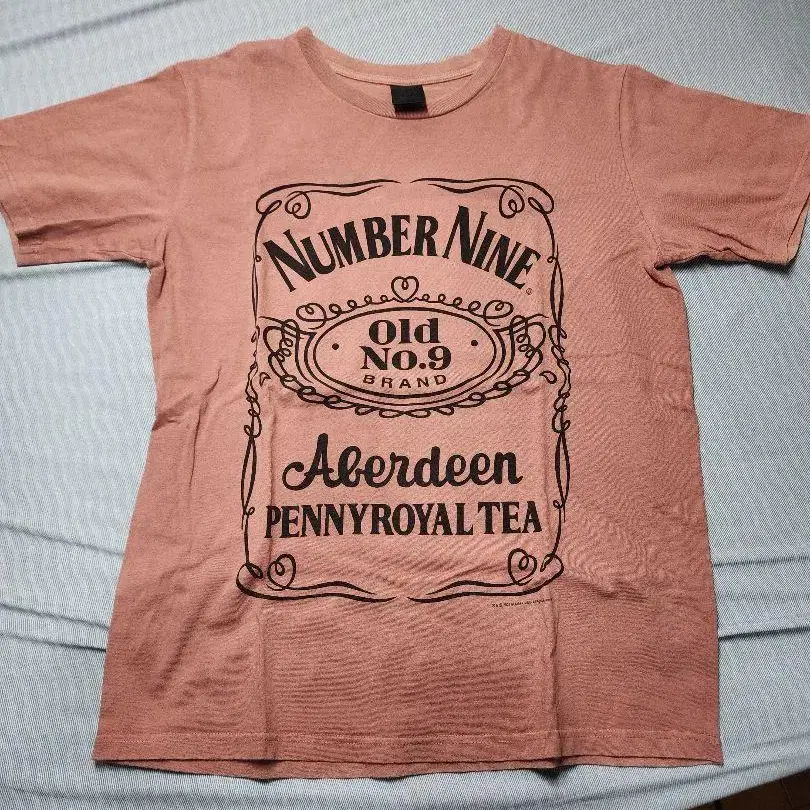 NUMBER NINE
®
Old
No.9
BRAND
Aberdeen
PENNYROYAL TEA